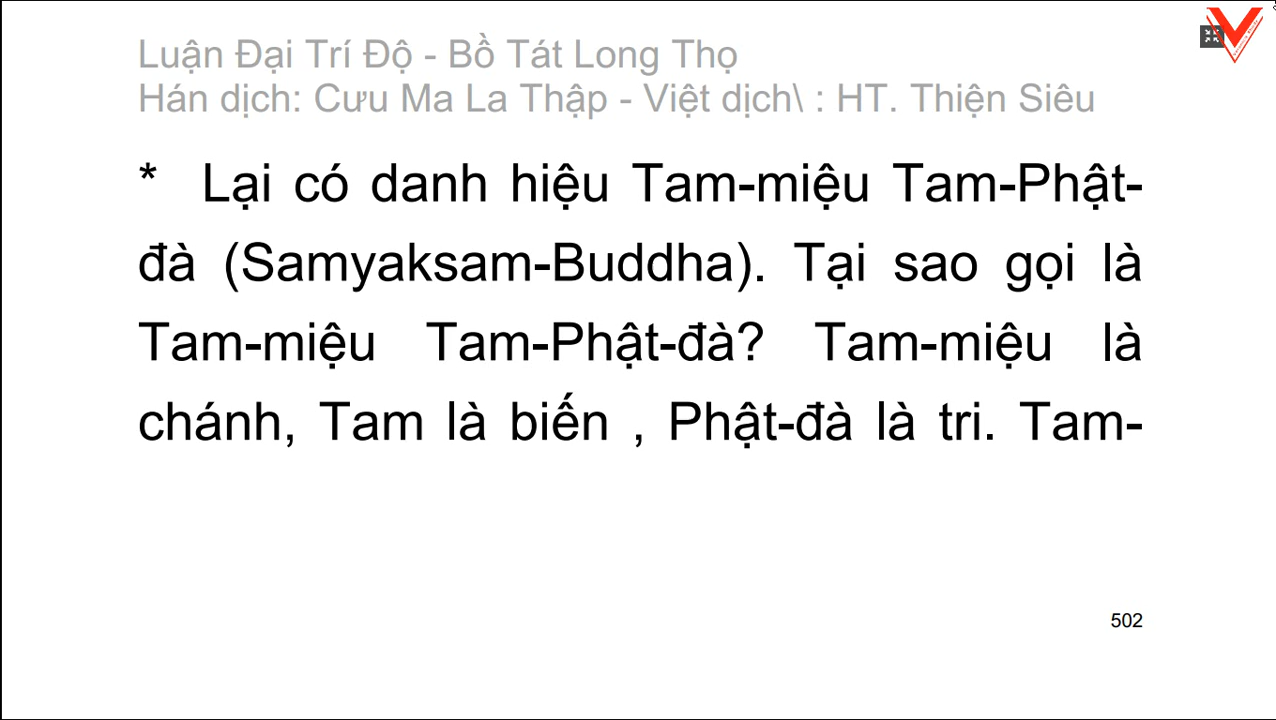 Luận Đại Trí Độ - Bồ Tát Long Thọ
Hán dịch: Cưu Ma La Thập - Việt dịch\ : HT. Thiện Siêu
* Lại có danh hiệu Tam-miệu Tam-Phật-
đà (Samyaksam-Buddha). Tại sao gọi là
Tam-miệu Tam-Phật-đà? Tam-miệu là
chánh, Tam là biến , Phật-đà là tri. Tam-
502